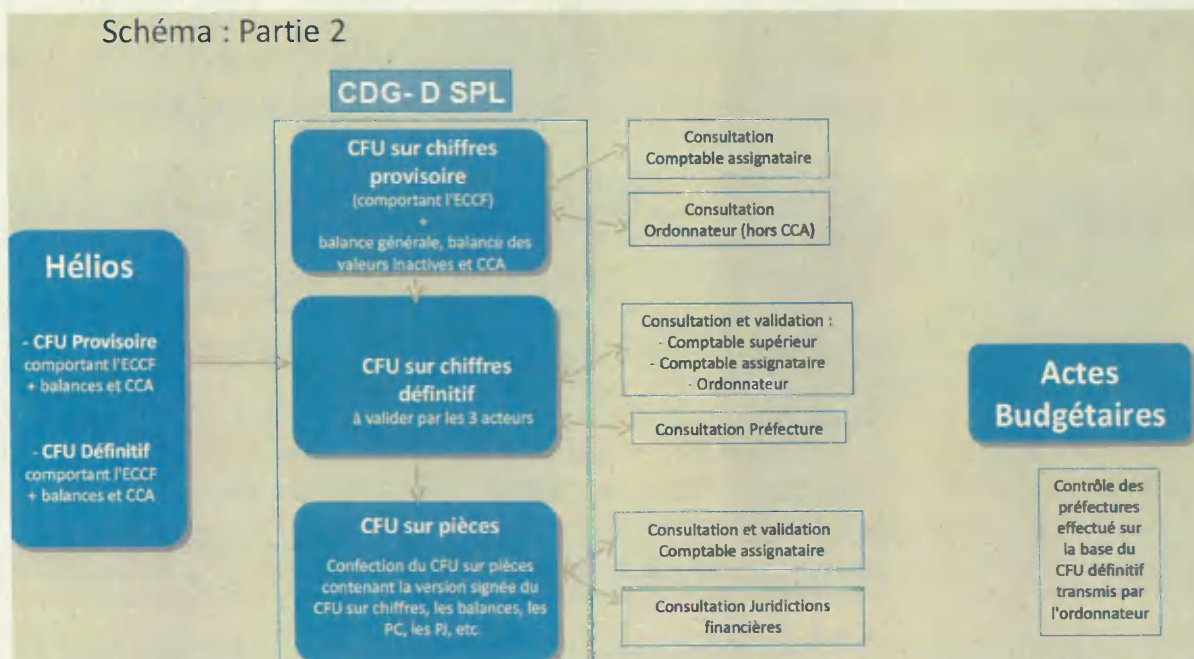 Schéma : Partie 2
CDG- D SPL
Hélios
- CFU Provisoire
comportant l'ECCF
+ balances et CCA
- CFU Définitif
comportant l'ECCF
+ balances et CCA
CFU sur chiffres
provisoire
(comportant l'ECCF)
+
balance générale, balance des
valeurs inactives et CCA
CFU sur chiffres
définitif
à valider par les 3 acteurs
CFU sur pièces
Confection du CFU sur pièces
contenant la version signée du
CFU sur chiffres, les balances, les
PC, les PJ, etc
Consultation
Comptable assignataire
Consultation
Ordonnateur (hors CCA)
Consultation et validation :
- Comptable supérieur
- Comptable assignataire
- Ordonnateur
Consultation Préfecture
Consultation et validation
Comptable assignataire
Consultation Juridictions
financières
Actes
Budgétaires
Contrôle des
préfectures
effectué sur
la base du
CFU définitif
transmis par
l'ordonnateur